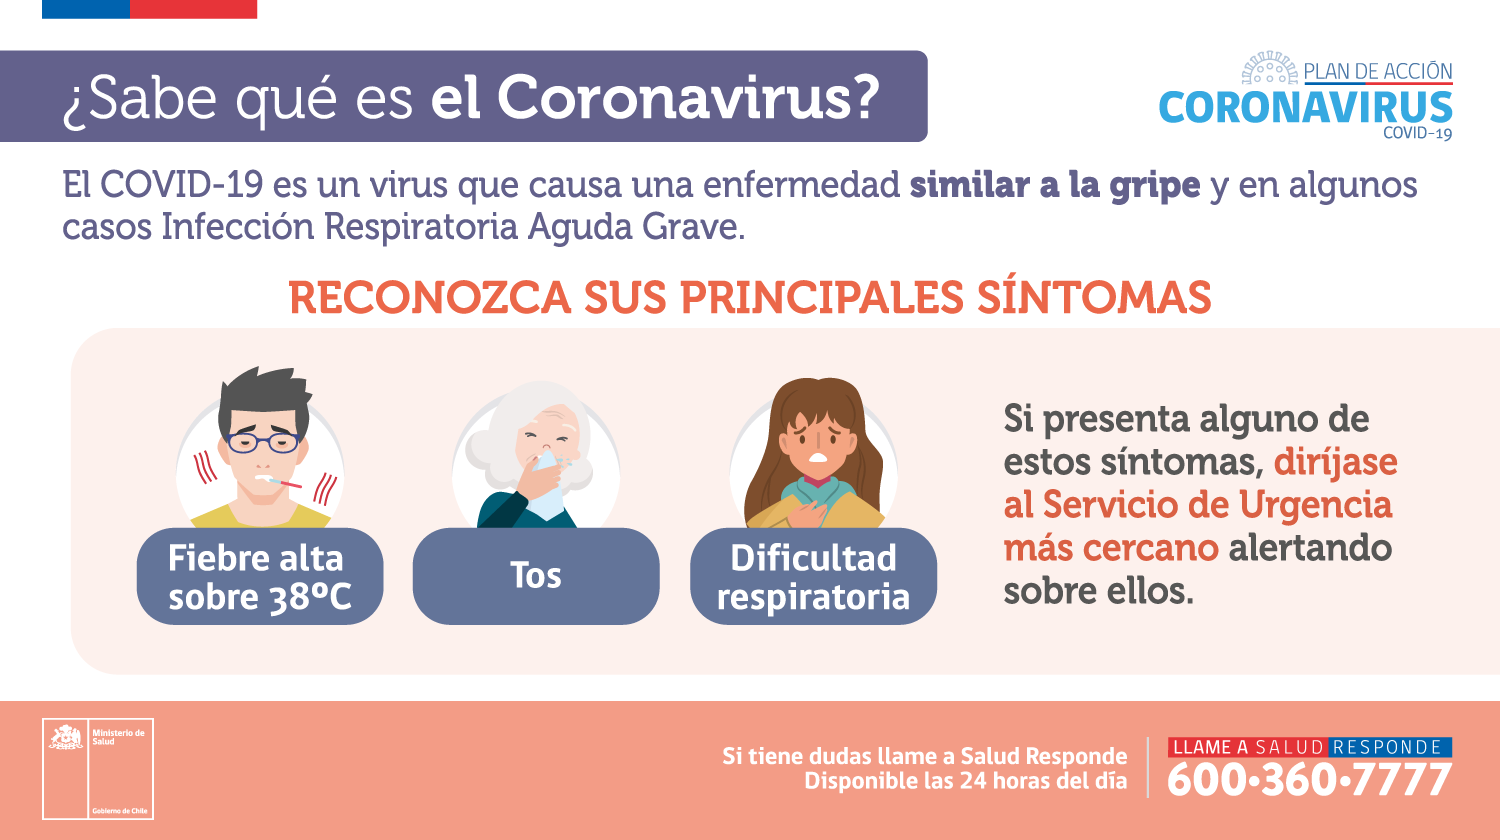 ¿Sabe qué es el Coronavirus?
PLAN DE ACCIÓN
CORONAVIRUS
COVID-19
El COVID-19 es un virus que causa una enfermedad similar a la gripe y en algunos
casos Infección Respiratoria Aguda Grave.
RECONOZCA SUS PRINCIPALES SÍNTOMAS
Fiebre alta
sobre 38ºC
Tos
Dificultad
respiratoria
Si presenta alguno de
estos síntomas, diríjase
al Servicio de Urgencia
más cercano alertando
sobre ellos.
Ministerio de
Salud
Gobierno de Chile
Si tiene dudas llame a Salud Responde
Disponible las 24 horas del día
LLAME A SALUD RESPONDE
600•360•7777